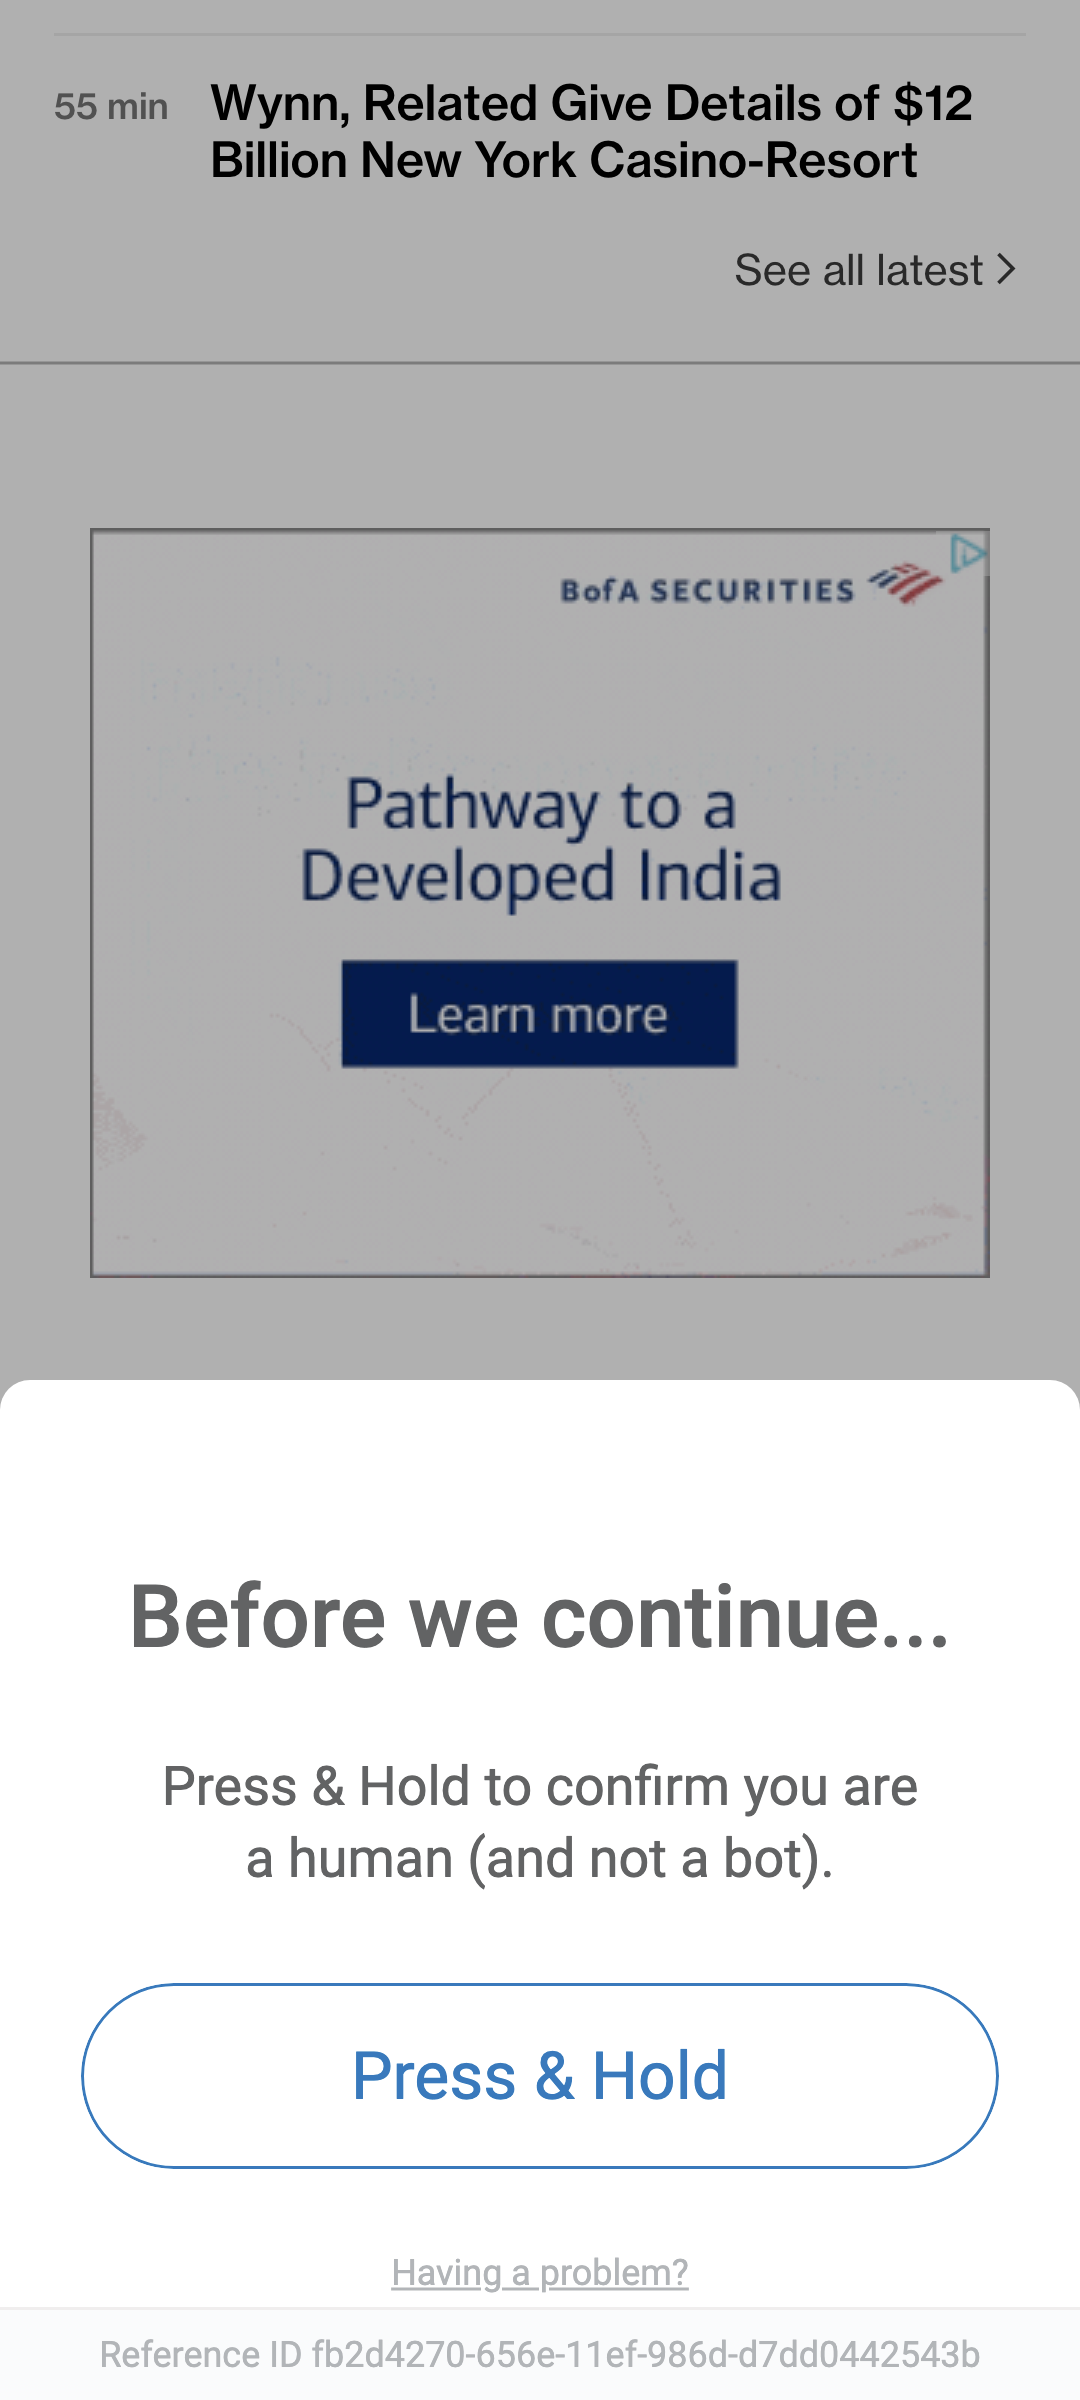 55 min
Wynn, Related Give Details of $12
Billion New York Casino-Resort
See all latest
BofA SECURITIES
Pathway to a
Developed India
Learn more
Before we continue...
Press & Hold to confirm you are
a human (and not a bot).
Press & Hold
Having a problem?
Reference ID fb2d4270-656e-11ef-986d-d7dd0442543b